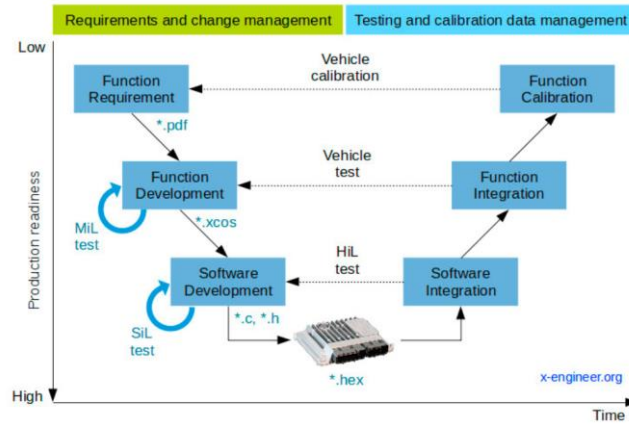 Requirements and change management
Testing and calibration data management
Low
Vehicle
calibration
Function
Requirement
Function
Calibration
*.pdf
Vehicle
test
Function
Development
Function
Integration
MiL
test
*.xcos
HiL
test
Software
Development
Software
Integration
SiL
test
*.c, *.h
*.hex
x-engineer.org
Production readiness
High
Time